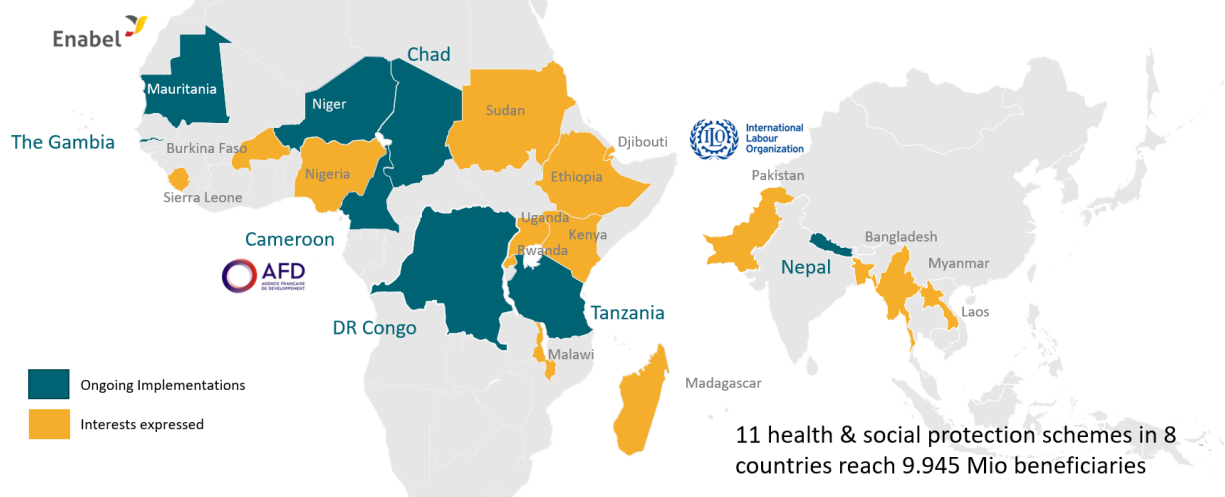 Enabel
Chad
Mauritania
Niger
Sudan
The Gambia
Burkina Faso
Djibouti
International
Labour
Organization
Nigeria
Ethiopia
Pakistan
Sierra Leone
Uganda
Kenya
Cameroon
Rwanda
Bangladesh
Nepal
Myanmar
AFD
AGENCE FRANÇAISE
DE DÉVELOPPEMENT
DR Congo
Tanzania
Laos
Malawi
Madagascar
Ongoing Implementations
Interests expressed
11 health & social protection schemes in 8
countries reach 9.945 Mio beneficiaries
ILO